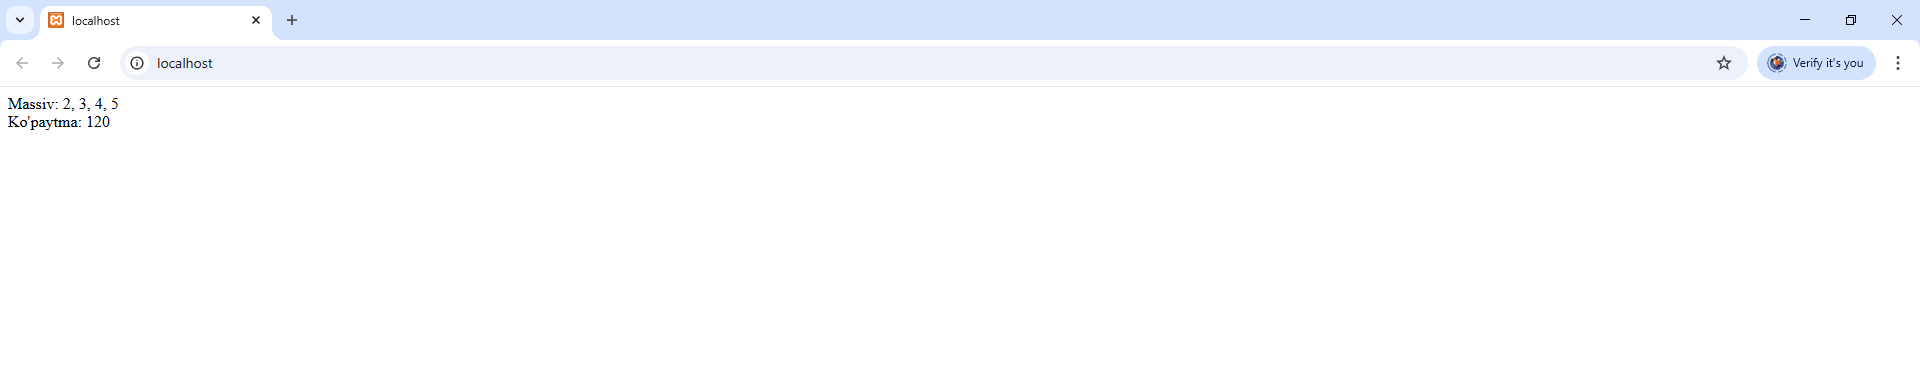 localhost
localhost
Verify it's you
Massiv: 2, 3, 4, 5
Ko'paytma: 120